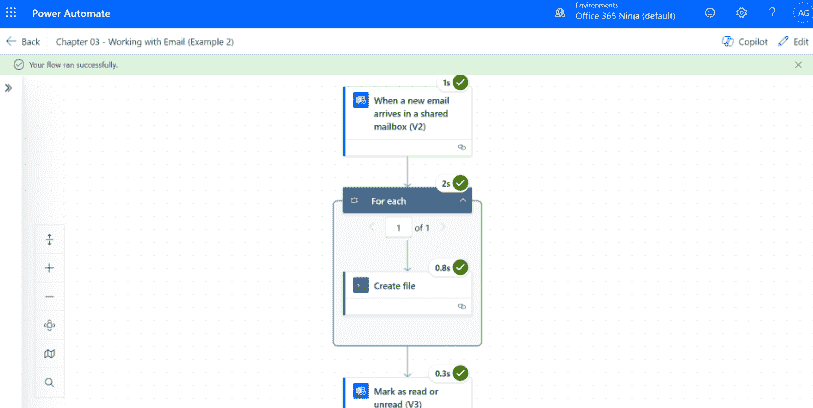 Environments
Power Automate
Office 365 Ninja (default)
?
AG
Back
Chapter 03 - Working with Email (Example 2)
Copilot
Edit
Your flow ran successfully.
1s
When a new email
arrives in a shared
mailbox (V2)
2s
For each
1
of 1
0.8s
Create file
0.3s
Mark as read or
unread (V3)